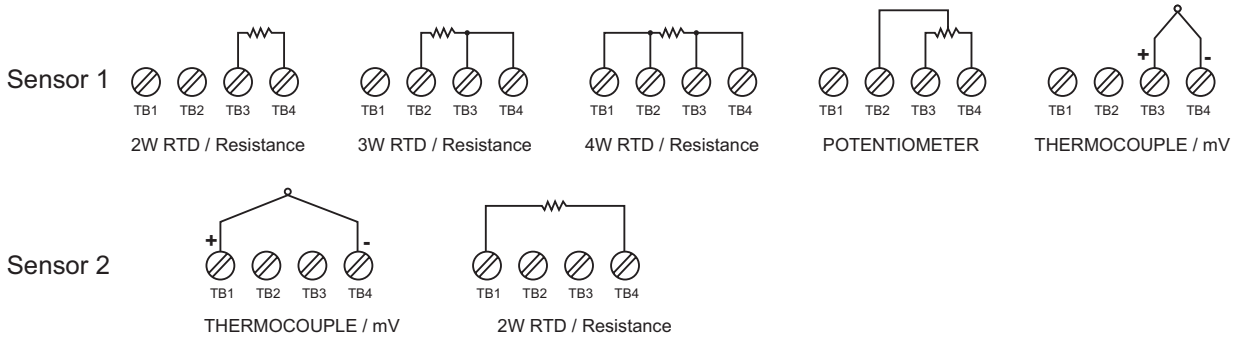 Sensor 1
+ -
TB1 TB2 TB3 TB4 TB1 TB2 TB3 TB4 TB1 TB2 TB3 TB4 TB1 TB2 TB3 TB4 TB1 TB2 TB3 TB4
2W RTD / Resistance 3W RTD / Resistance 4W RTD / Resistance POTENTIOMETER THERMOCOUPLE / mV
Sensor 2
+ -
TB1 TB2 TB3 TB4 TB1 TB2 TB3 TB4
THERMOCOUPLE / mV 2W RTD / Resistance